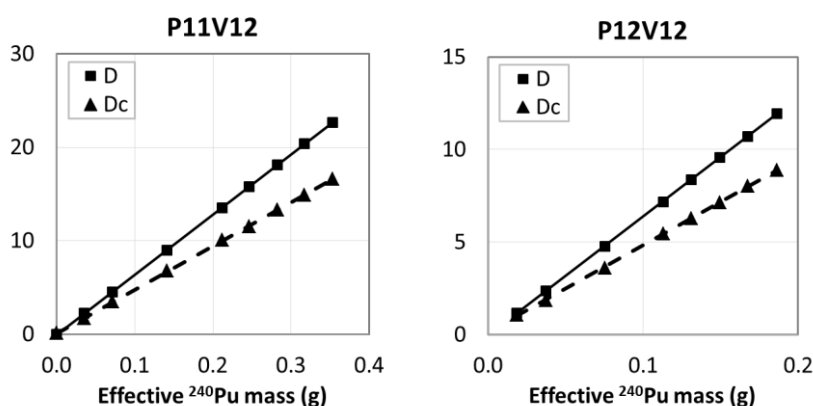 P11V12
30
20
10
0
D
Dc
0.0 0.1 0.2 0.3 0.4
Effective ²⁴⁰Pu mass (g)
P12V12
15
10
5
0
D
Dc
0.0 0.1 0.2
Effective ²⁴⁰Pu mass (g)